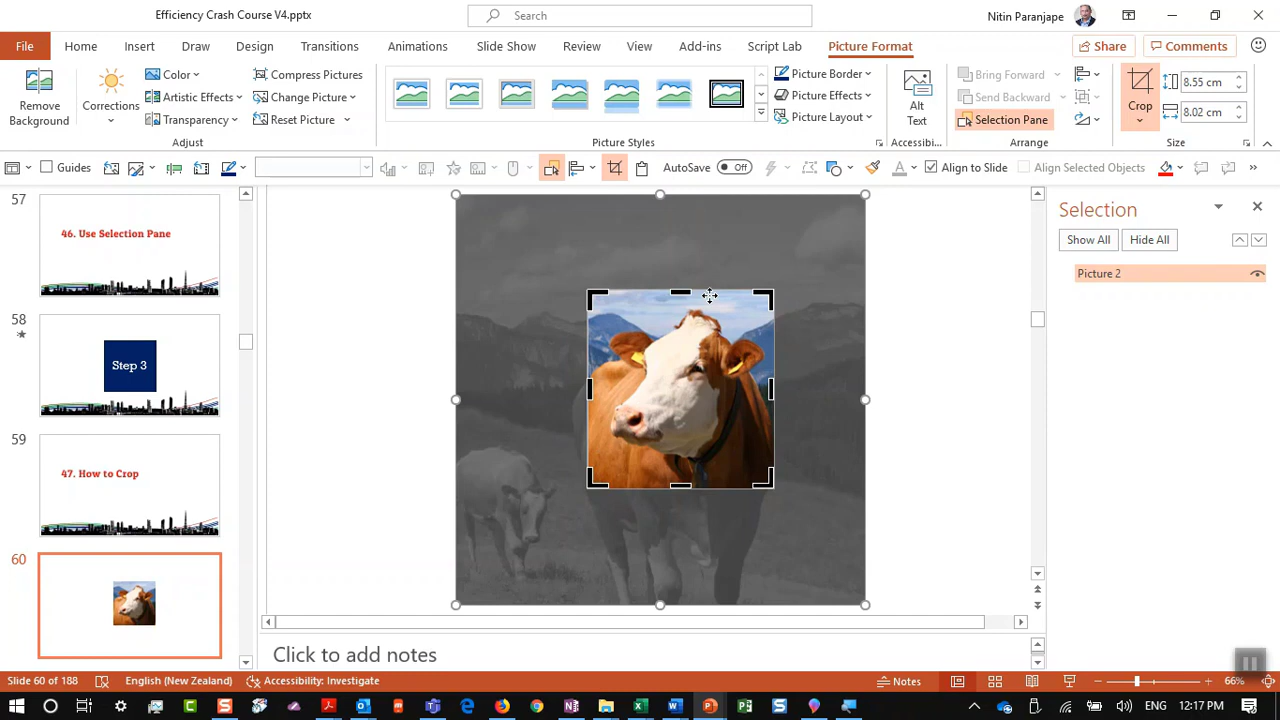 Efficiency Crash Course V4.pptx
Search
Nitin Paranjape
File
Home
Insert
Draw
Design
Transitions
Animations
Slide Show
Review
View
Add-ins
Script Lab
Picture Format
Share
Comments
Remove
Background
Corrections
Color
Artistic Effects
Transparency
Compress Pictures
Change Picture
Reset Picture
Adjust
Picture Styles
Picture Border
Picture Effects
Picture Layout
Alt
Text
Accessibi...
Bring Forward
Send Backward
Selection Pane
Arrange
Crop
8.55 cm
8.02 cm
Size
Guides
AutoSave
Off
Align to Slide
Align Selected Objects
57
46. Use Selection Pane
58
Step 3
59
47. How to Crop
60
Selection
Show All
Hide All
Picture 2
Click to add notes
Slide 60 of 188
English (New Zealand)
Accessibility: Investigate
Notes
66%
ENG
12:17 PM